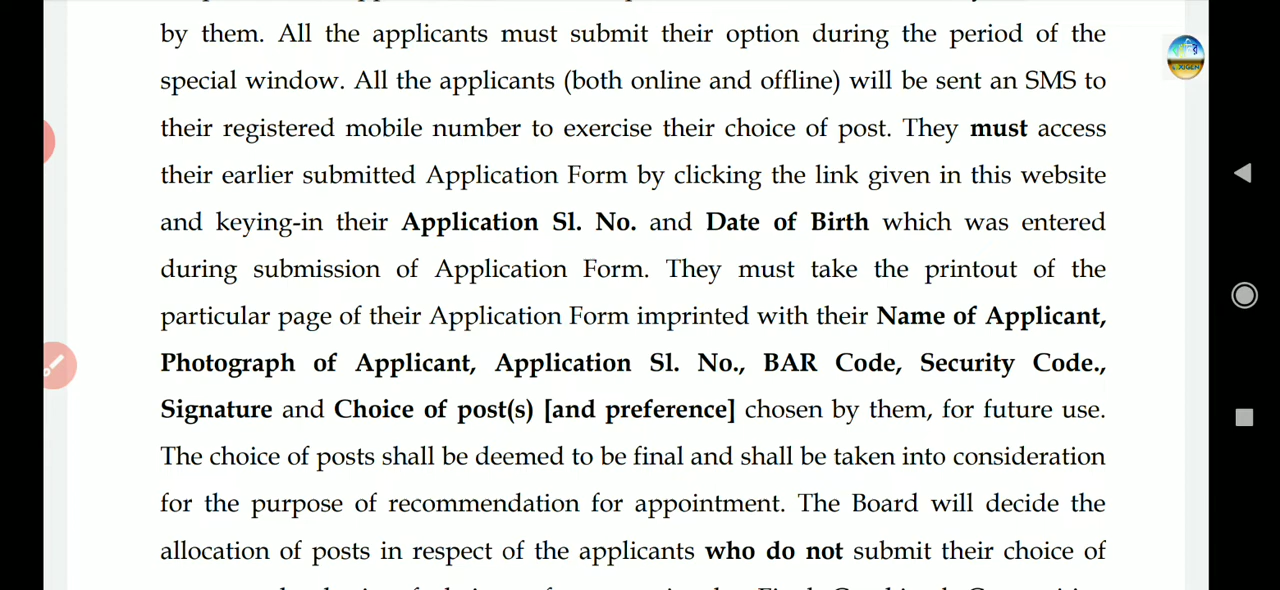 by them. All the applicants must submit their option during the period of the
special window. All the applicants (both online and offline) will be sent an SMS to
their registered mobile number to exercise their choice of post. They must access
their earlier submitted Application Form by clicking the link given in this website
and keying-in their Application Sl. No. and Date of Birth which was entered
during submission of Application Form. They must take the printout of the
particular page of their Application Form imprinted with their Name of Applicant,
Photograph of Applicant, Application Sl. No., BAR Code, Security Code.,
Signature and Choice of post(s) [and preference] chosen by them, for future use.
The choice of posts shall be deemed to be final and shall be taken into consideration
for the purpose of recommendation for appointment. The Board will decide the
allocation of posts in respect of the applicants who do not submit their choice of